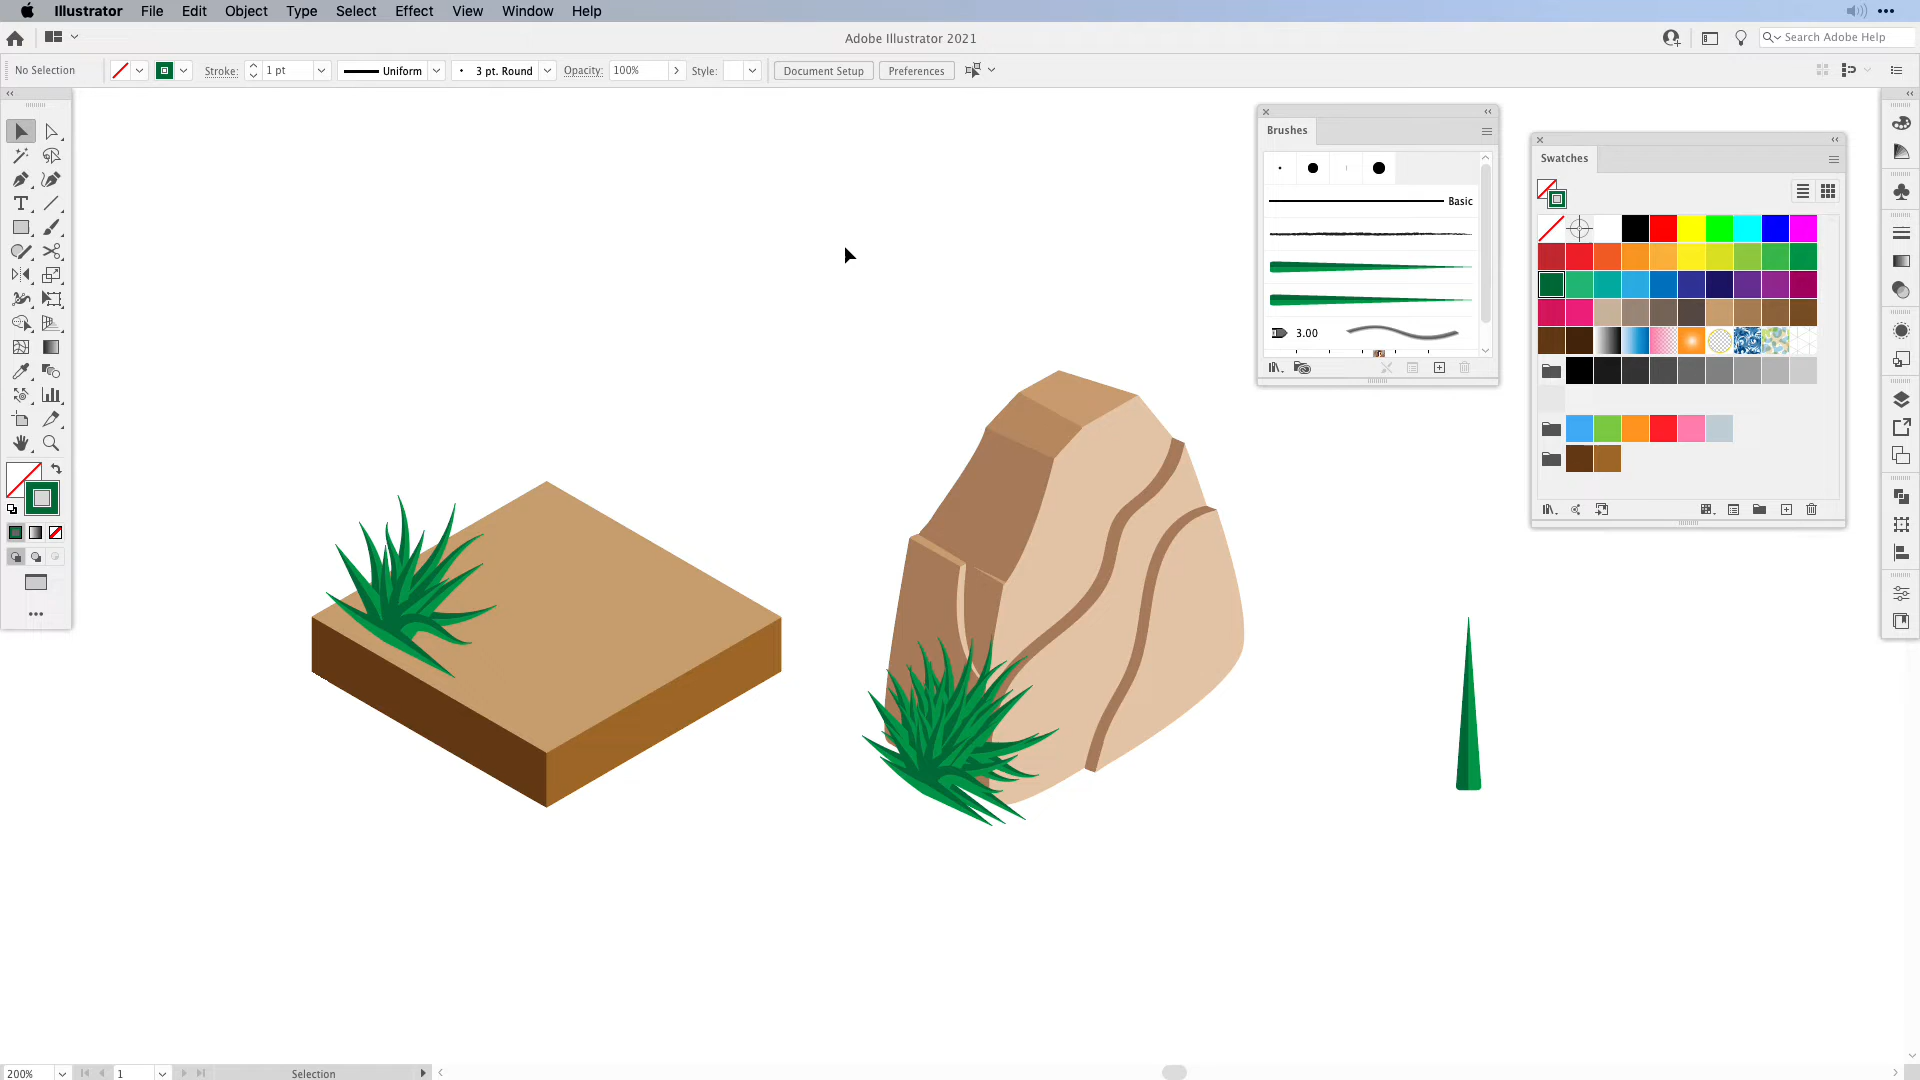 Illustrator File Edit Object Type Select Effect View Window Help
Adobe Illustrator 2021
Search Adobe Help
No Selection Stroke: 1 pt Uniform 3 pt. Round Opacity: 100% Style: Document Setup Preferences
Brushes
Basic
3.00
Swatches
200% 1 Selection